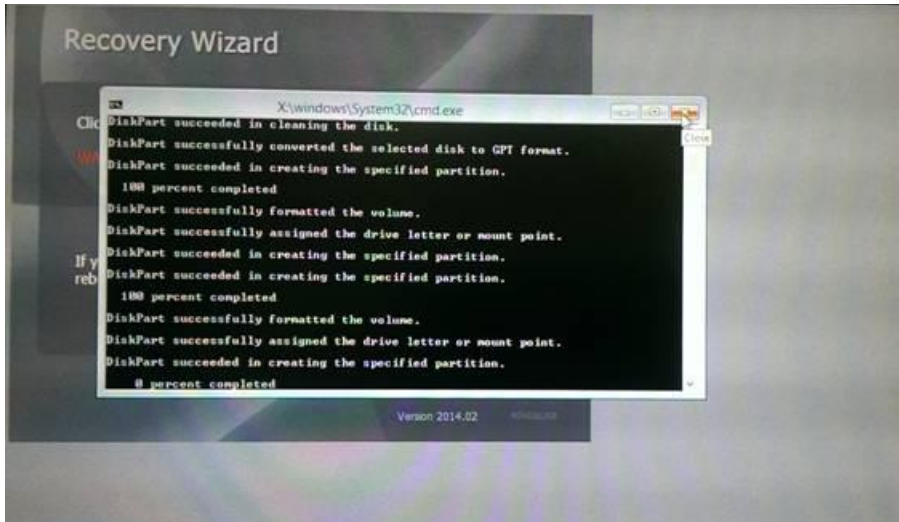 Recovery Wizard
X:\windows\System32\cmd.exe
Clic
DiskPart succeeded in cleaning the disk.
Close
DiskPart successfully converted the selected disk to GPT format.
WA
DiskPart succeeded in creating the specified partition.
100 percent completed
DiskPart successfully formatted the volume.
DiskPart successfully assigned the drive letter or mount point.
If y
DiskPart succeeded in creating the specified partition.
reb
DiskPart succeeded in creating the specified partition.
100 percent completed
DiskPart successfully formatted the volume.
DiskPart successfully assigned the drive letter or mount point.
DiskPart succeeded in creating the specified partition.
0 percent completed
Version 2014.02